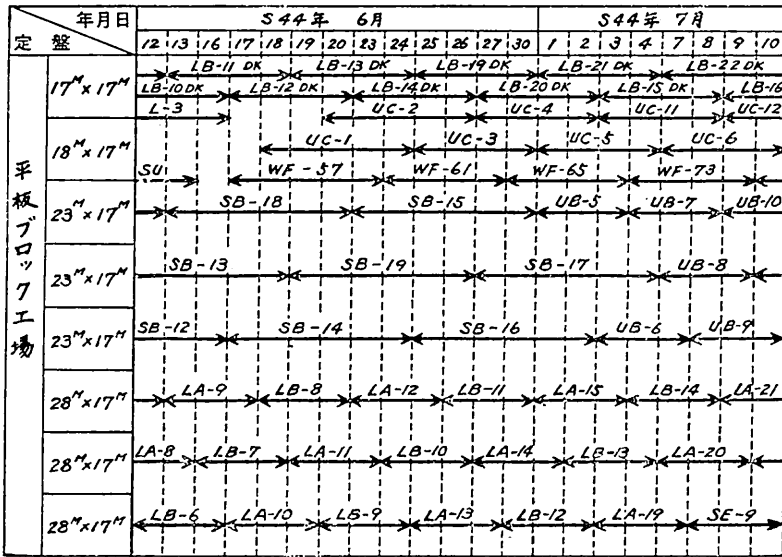 年月日
定盤
S44年 6月
S44年 7月
12 13 16 17 18 19 20 23 24 25 26 27 30 1 2 3 4 7 8 9 10
平板ブロック工場
17M×17M
LB-11 DK LB-13 DK LB-19 DK LB-21 DK LB-22 DK
LB-10 DK LB-12 DK LB-14 DK LB-20 DK LB-15 DK LB-16
L-3 UC-2 UC-4 UC-11 UC-12
18M×17M
UC-1 UC-3 UC-5 UC-6
SU WF-57 WF-61 WF-65 WF-73
23M×17M
SB-18 SB-15 UB-5 UB-7 UB-10
23M×17M
SB-13 SB-19 SB-17 UB-8
23M×17M
SB-12 SB-14 SB-16 UB-6 UB-9
28M×17M
LA-9 LB-8 LA-12 LB-11 LA-15 LB-14 LA-21
28M×17M
LA-8 LB-7 LA-11 LB-10 LA-14 LB-13 LA-20
28M×17M
LB-6 LA-10 LB-9 LA-13 LB-12 LA-19 SE-9